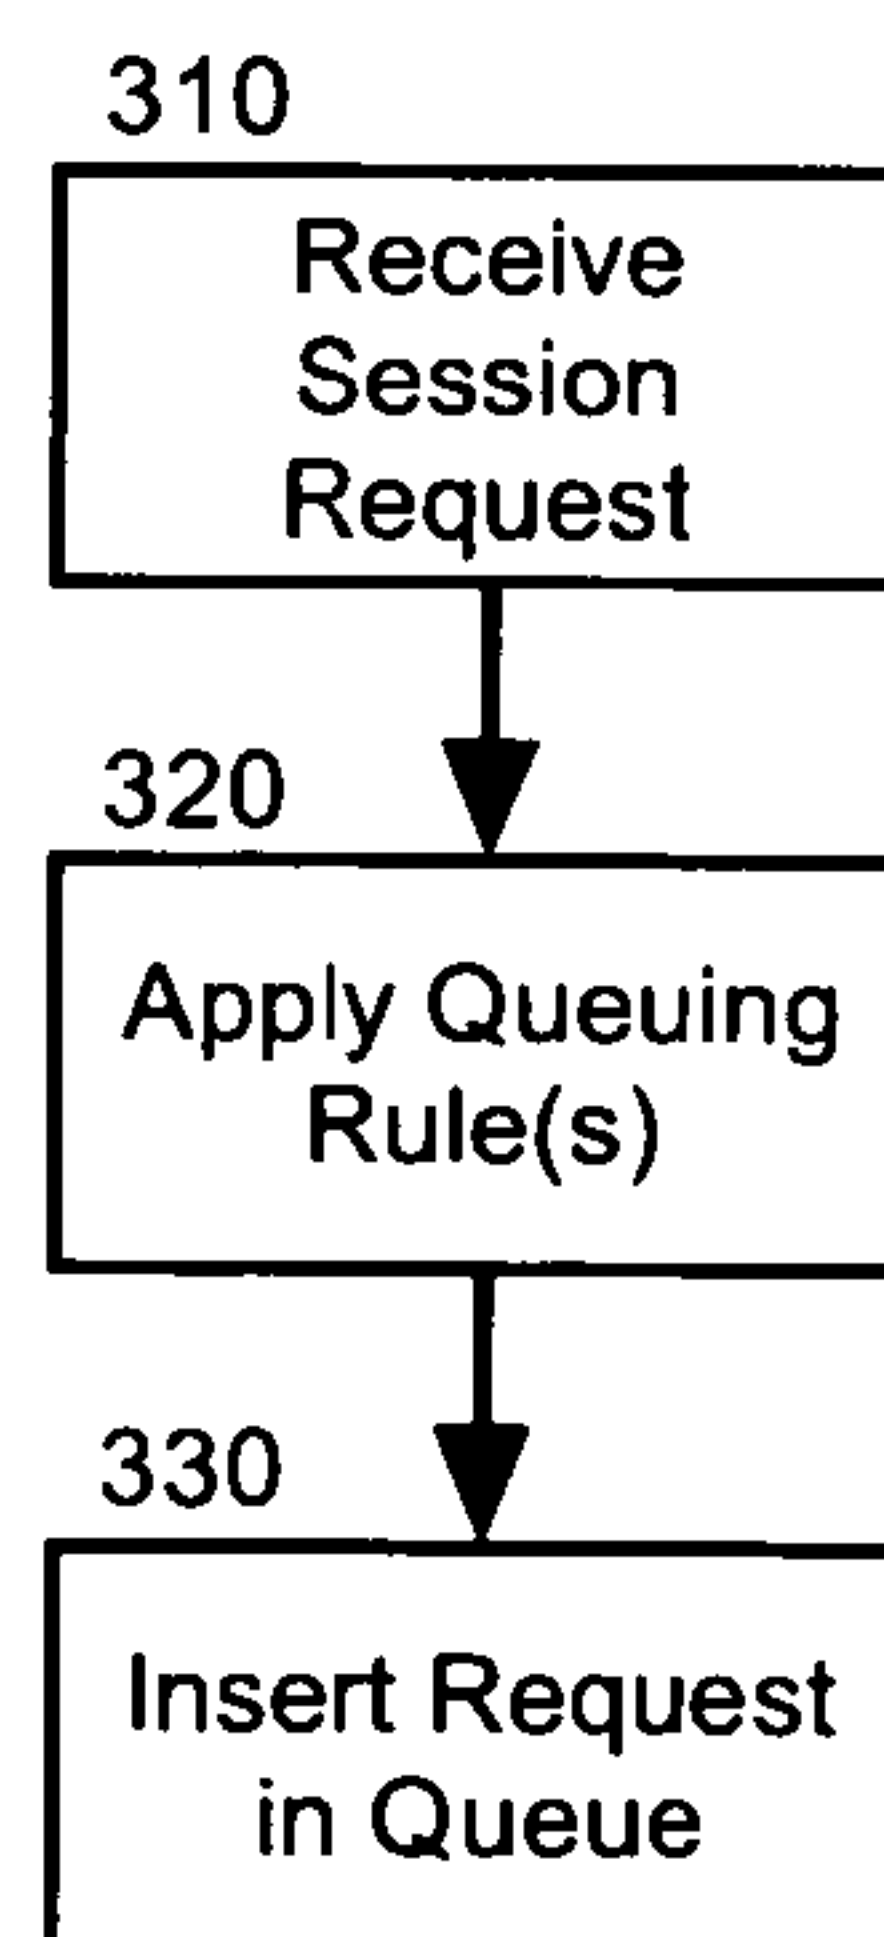 310
Receive
Session
Request
320
Apply Queuing
Rule(s)
330
Insert Request
in Queue